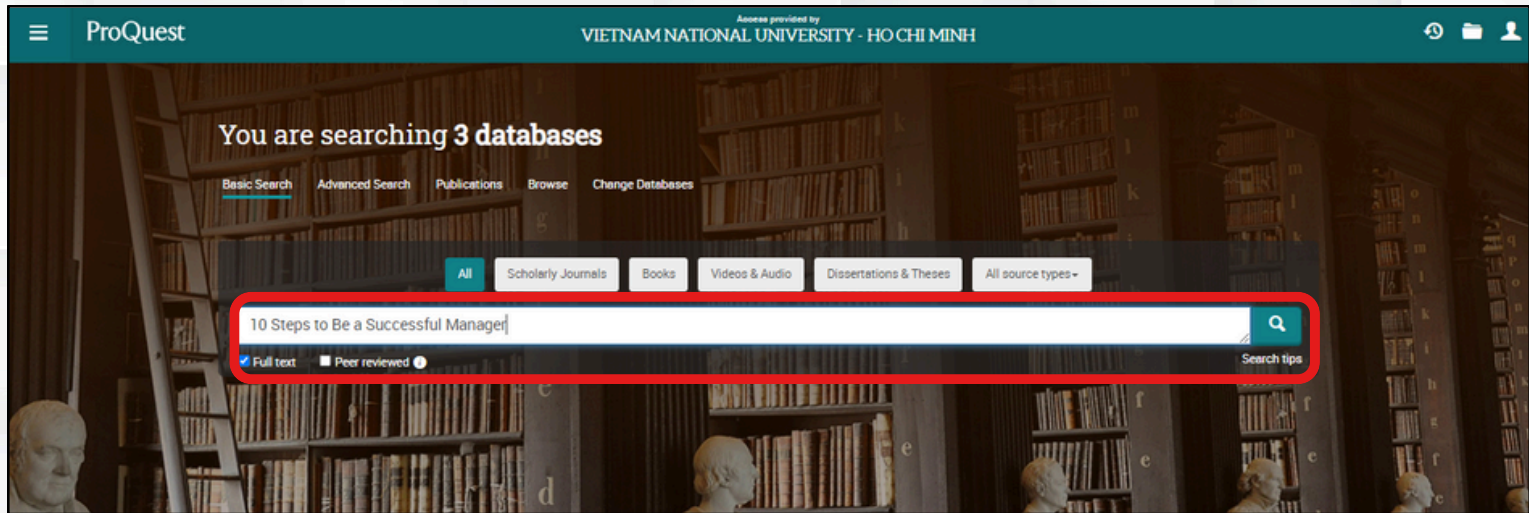 ProQuest
Access provided by
VIETNAM NATIONAL UNIVERSITY - HO CHI MINH
You are searching 3 databases
Basic Search Advanced Search Publications Browse Change Databases
All Scholarly Journals Books Videos & Audio Dissertations & Theses All source types
10 Steps to Be a Successful Manager
Full text Peer reviewed
Search tips